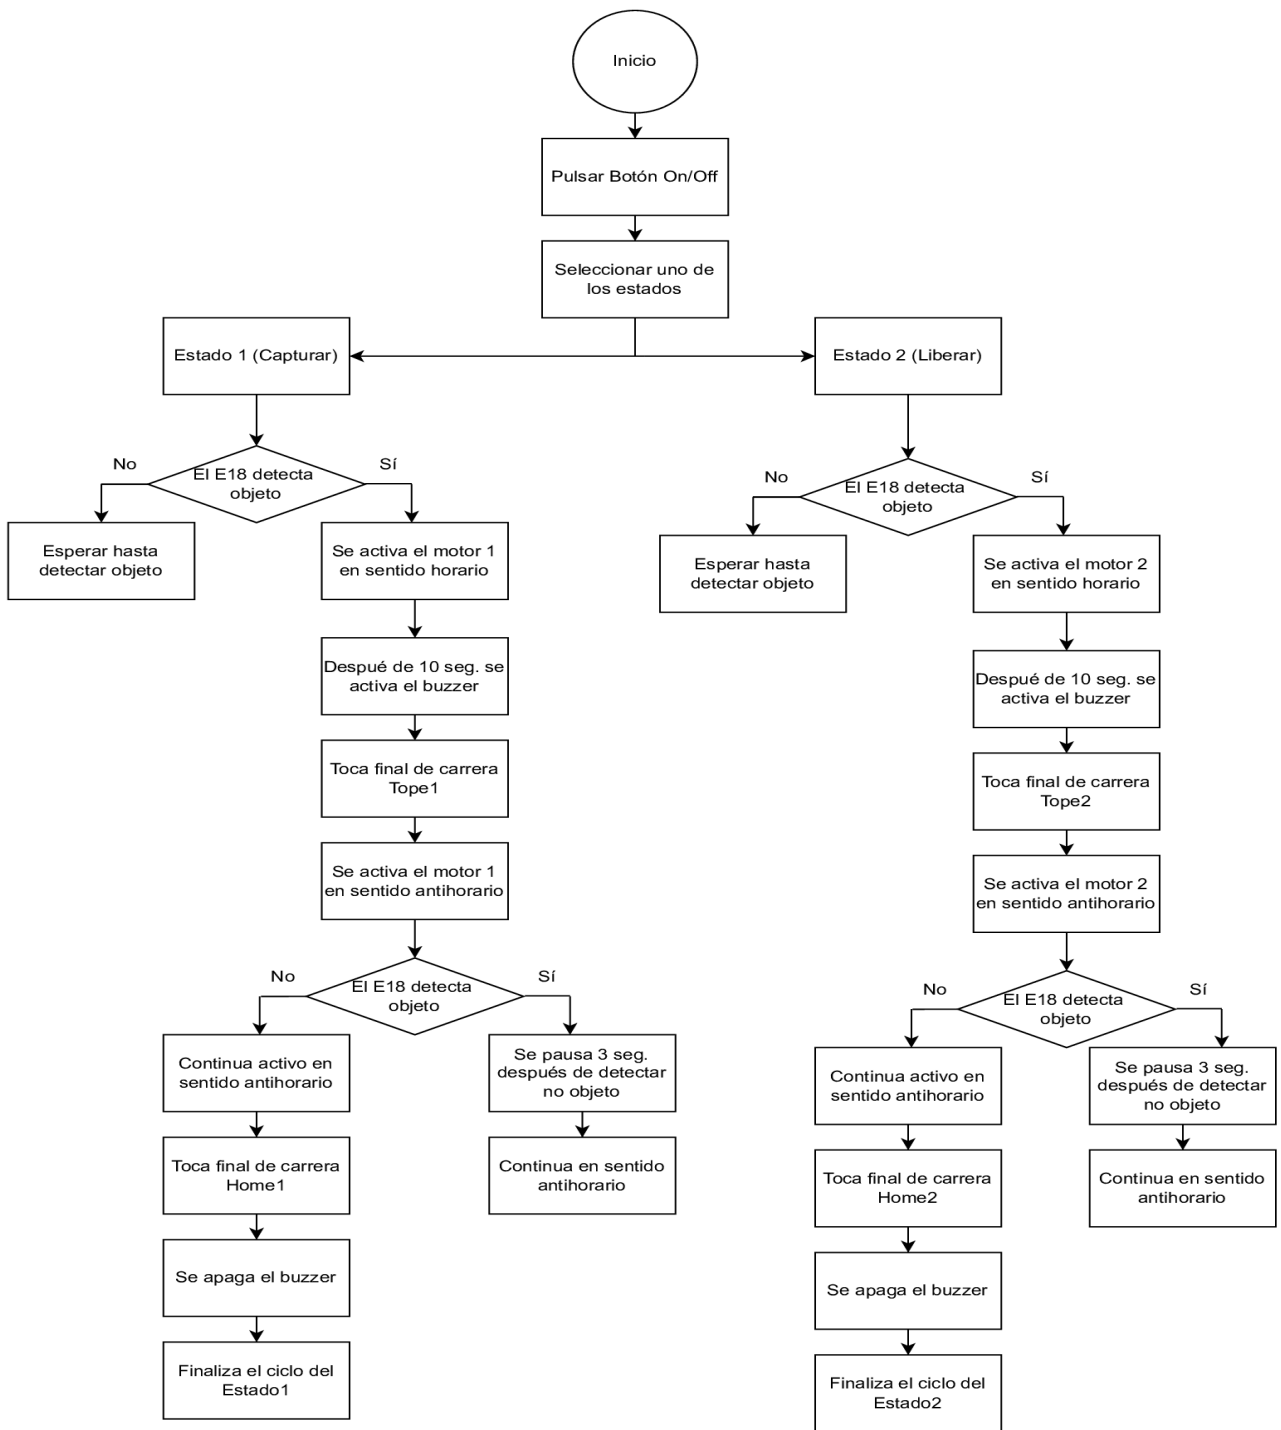 Inicio
Pulsar Botón On/Off
Seleccionar uno de
los estados
Estado 1 (Capturar)
Estado 2 (Liberar)
No
Sí
El E18 detecta
objeto
No
Sí
El E18 detecta
objeto
Esperar hasta
detectar objeto
Se activa el motor 1
en sentido horario
Esperar hasta
detectar objeto
Se activa el motor 2
en sentido horario
Despué de 10 seg. se
activa el buzzer
Despué de 10 seg. se
activa el buzzer
Toca final de carrera
Tope1
Toca final de carrera
Tope2
Se activa el motor 1
en sentido antihorario
Se activa el motor 2
en sentido antihorario
No
Sí
El E18 detecta
objeto
No
Sí
El E18 detecta
objeto
Continua activo en
sentido antihorario
Se pausa 3 seg.
después de detectar
no objeto
Continua activo en
sentido antihorario
Se pausa 3 seg.
después de detectar
no objeto
Toca final de carrera
Home1
Continua en sentido
antihorario
Toca final de carrera
Home2
Continua en sentido
antihorario
Se apaga el buzzer
Se apaga el buzzer
Finaliza el ciclo del
Estado1
Finaliza el ciclo del
Estado2